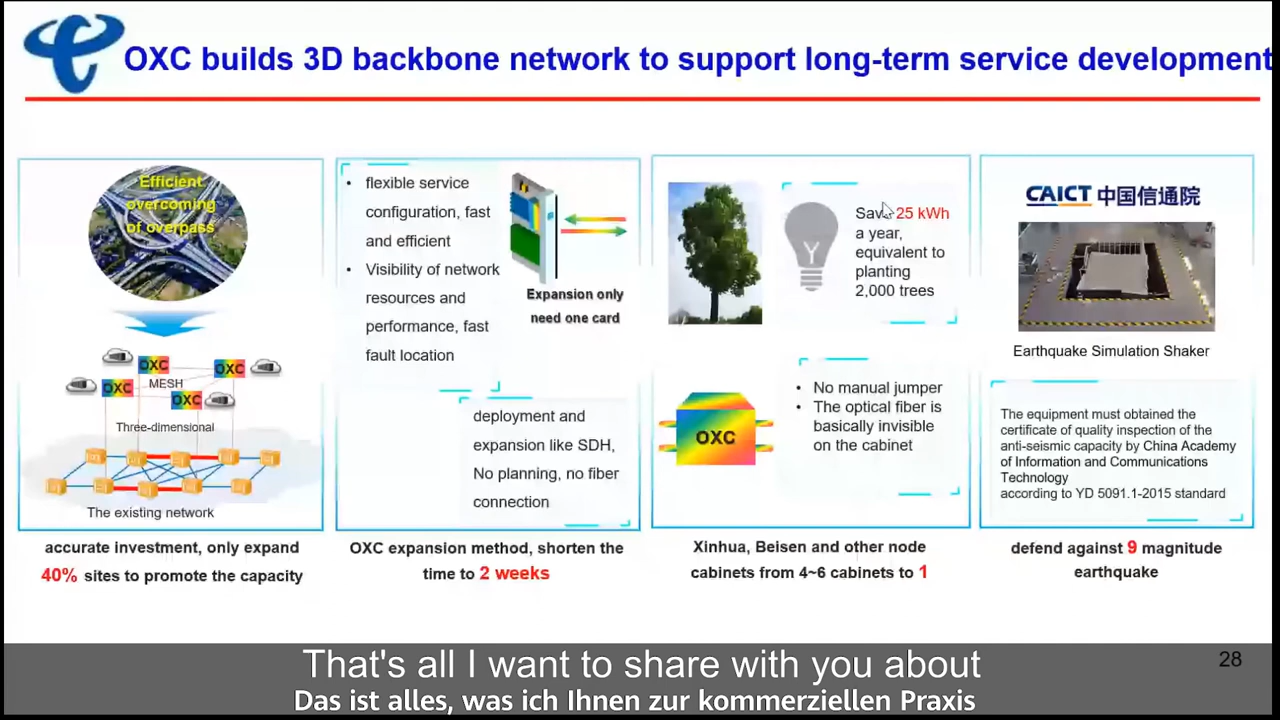 OXC builds 3D backbone network to support long-term service development
Efficient
overcoming
of overpass
OXC
OXC
MESH
OXC
OXC
Three-dimensional
The existing network
accurate investment, only expand
40% sites to promote the capacity
• flexible service
configuration, fast
and efficient
• Visibility of network
resources and
performance, fast
fault location
Expansion only
need one card
deployment and
expansion like SDH,
No planning, no fiber
connection
OXC expansion method, shorten the
time to 2 weeks
Save 25 kWh
a year,
equivalent to
planting
2,000 trees
OXC
• No manual jumper
• The optical fiber is
basically invisible
on the cabinet
Xinhua, Beisen and other node
cabinets from 4~6 cabinets to 1
CAICT 中国信通院
Earthquake Simulation Shaker
The equipment must obtained the
certificate of quality inspection of the
anti-seismic capacity by China Academy
of Information and Communications
Technology
according to YD 5091.1-2015 standard
defend against 9 magnitude
earthquake
That's all I want to share with you about
Das ist alles, was ich Ihnen zur kommerziellen Praxis
28